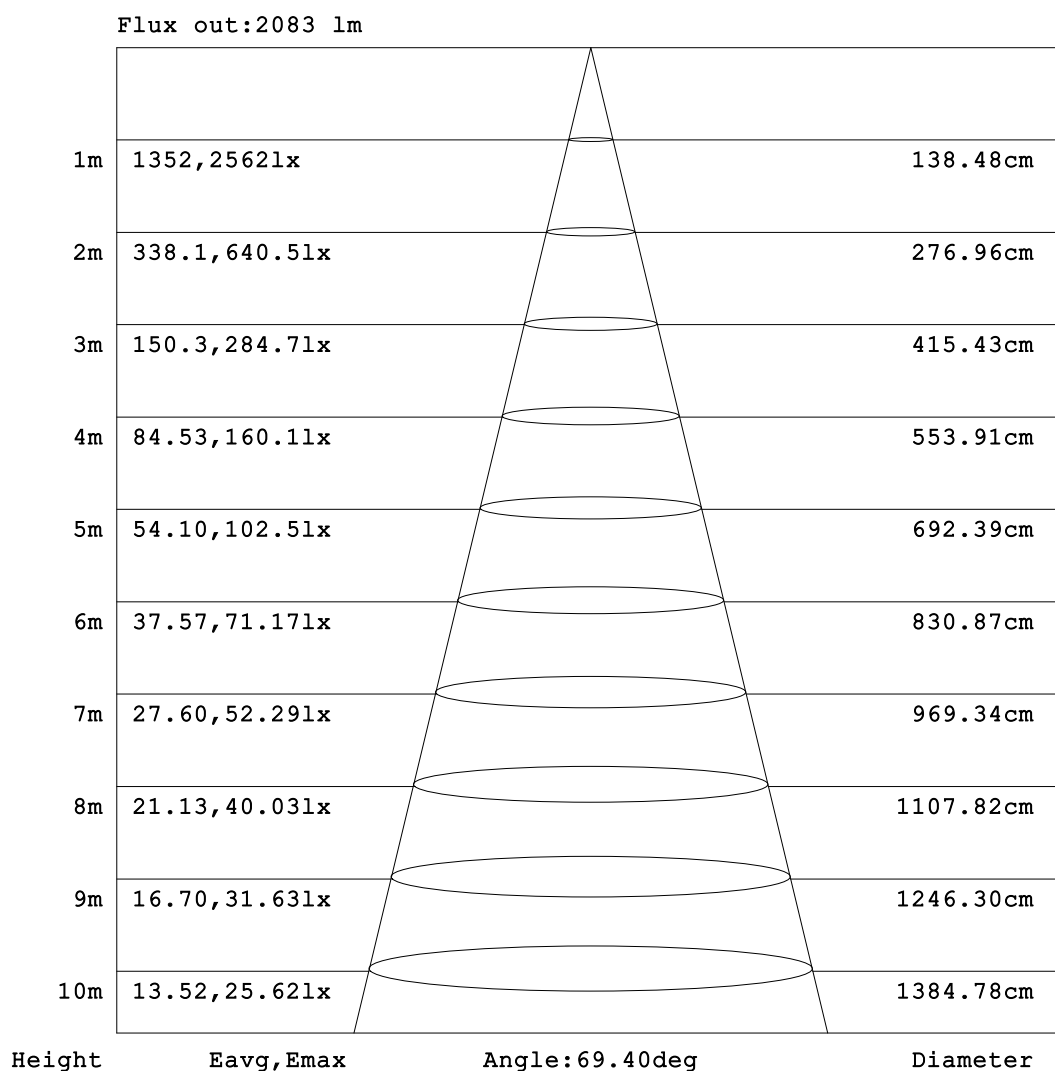 Flux out:2083 lm
1m 1352,2562lx 138.48cm
2m 338.1,640.5lx 276.96cm
3m 150.3,284.7lx 415.43cm
4m 84.53,160.1lx 553.91cm
5m 54.10,102.5lx 692.39cm
6m 37.57,71.17lx 830.87cm
7m 27.60,52.29lx 969.34cm
8m 21.13,40.03lx 1107.82cm
9m 16.70,31.63lx 1246.30cm
10m 13.52,25.62lx 1384.78cm
Height Eavg,Emax Angle:69.40deg Diameter